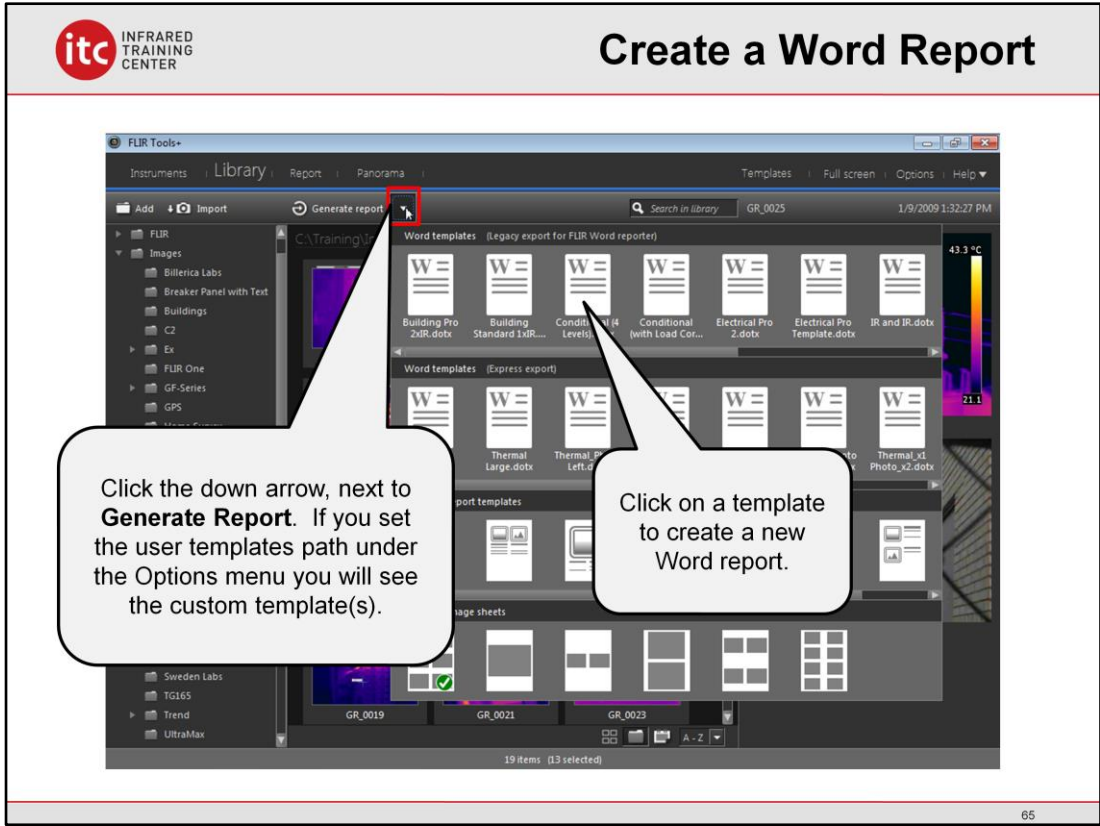 itc INFRARED
TRAINING
CENTER
Create a Word Report
FLIR Tools+
Instruments Library Report Panorama Templates Full screen Options Help
Add Import Generate report Search in library GR_0025 1/9/2009 1:32:27 PM
FLIR
Images
Billerica Labs
Breaker Panel with Text
Buildings
C2
Ex
FLIR One
GF-Series
GPS
C:\Training\
Word templates (Legacy export for FLIR Word reporter)
Building Pro
2xIR.dotx
Building
Standard 1xIR....
Conditional (4
Levels)
Conditional
(with Load Cor...
Electrical Pro
2.dotx
Electrical Pro
Template.dotx
IR and IR.dotx
43.3 °C
21.1
Word templates (Express export)
Thermal
Large.dotx
Left.d
Thermal_x1
Photo_x2.dotx
port templates
mage sheets
Click the down arrow, next to
Generate Report. If you set
the user templates path under
the Options menu you will see
the custom template(s).
Click on a template
to create a new
Word report.
Sweden Labs
TG165
Trend
UltraMax
GR_0019 GR_0021 GR_0023
A - Z
19 items (13 selected)
65